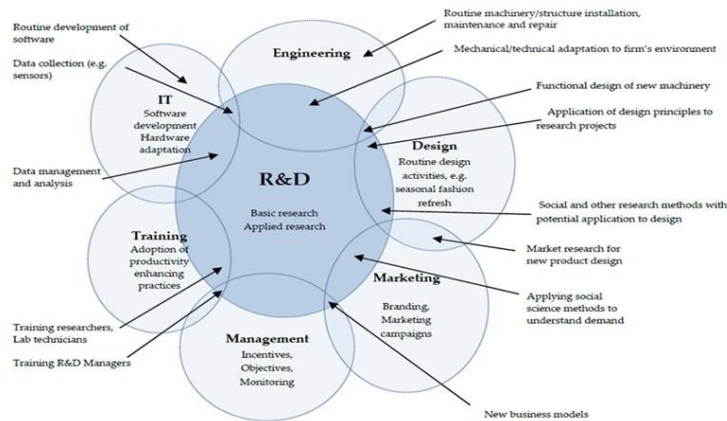 Routine development of
software
Data collection (e.g.
sensors)
Engineering
Routine machinery/structure installation,
maintenance and repair
Mechanical/technical adaptation to firm's environment
IT
Software
development
Hardware
adaptation
Functional design of new machinery
Application of design principles to
research projects
Design
Routine design
activities, e.g.
seasonal fashion
refresh
Data management
and analysis
R&D
Basic research
Applied research
Social and other research methods with
potential application to design
Training
Adoption of
productivity
enhancing
practices
Market research for
new product design
Marketing
Branding,
Marketing
campaigns
Applying social
science methods to
understand demand
Training researchers,
Lab technicians
Training R&D Managers
Management
Incentives,
Objectives,
Monitoring
New business models